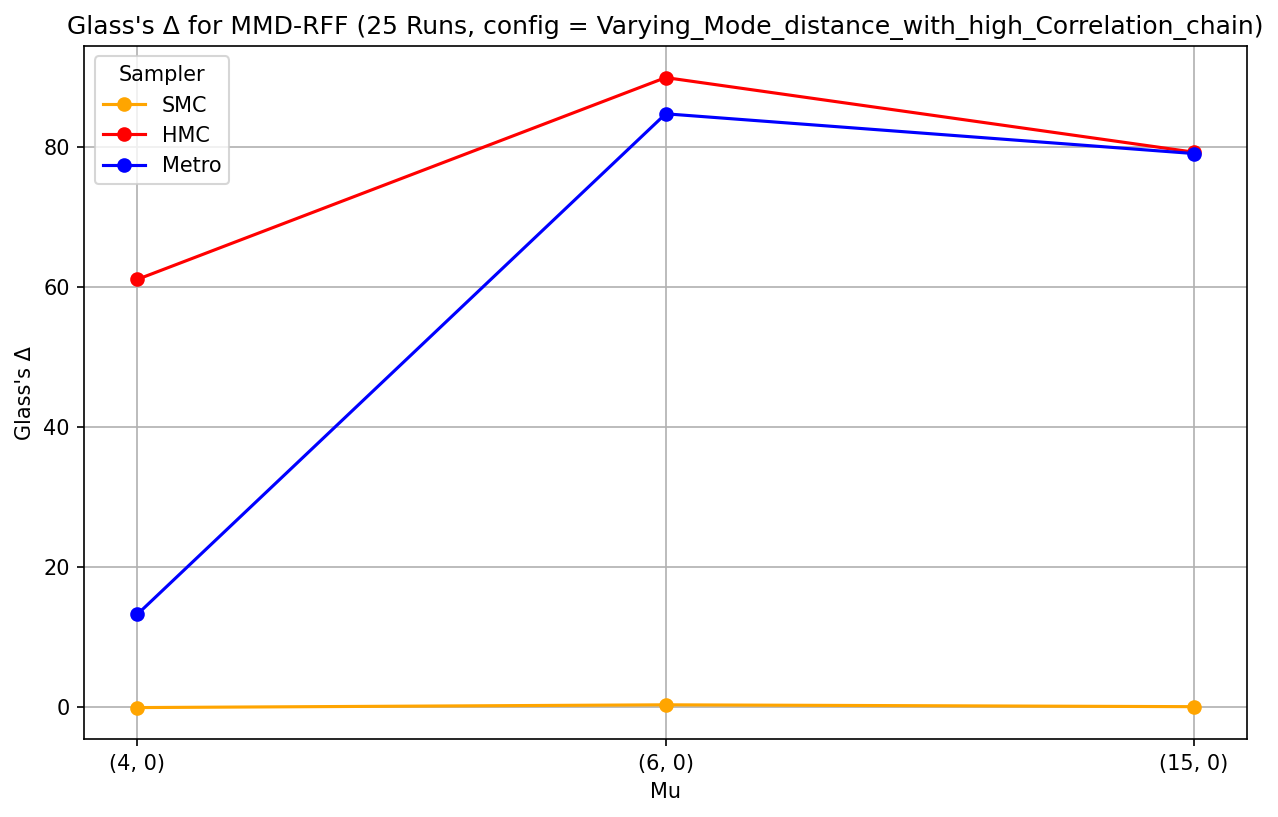 Glass's Δ for MMD-RFF (25 Runs, config = Varying_Mode_distance_with_high_Correlation_chain)
Sampler
SMC
HMC
Metro
Glass's Δ
80
60
40
20
0
(4, 0)
(6, 0)
(15, 0)
Mu